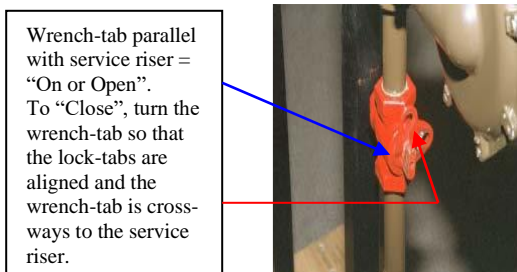 Wrench-tab parallel
with service riser =
“On or Open”.
To “Close”, turn the
wrench-tab so that
the lock-tabs are
aligned and the
wrench-tab is cross-
ways to the service
riser.